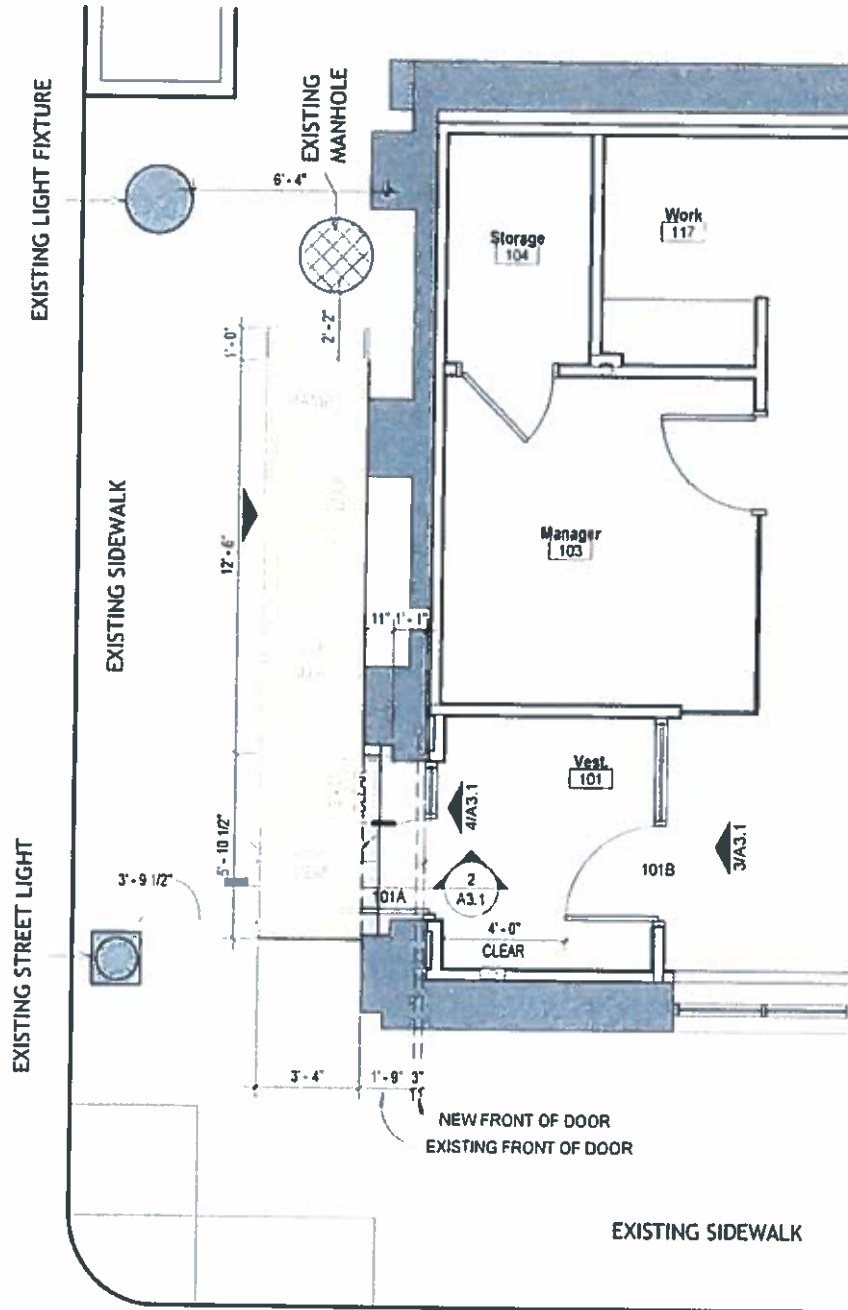 EXISTING LIGHT FIXTURE
EXISTING
MANHOLE
6'- 4"
Storage
104
Work
117
2'- 2"
1'- 0"
EXISTING SIDEWALK
12'- 6"
Manager
103
11"
1'- 1"
Vest.
101
4/A3.1
3/A3.1
101B
2
A3.1
101A
4'- 0"
CLEAR
5'- 10 1/2"
3'- 9 1/2"
EXISTING STREET LIGHT
3'- 4"
1'- 9"
3"
NEW FRONT OF DOOR
EXISTING FRONT OF DOOR
EXISTING SIDEWALK